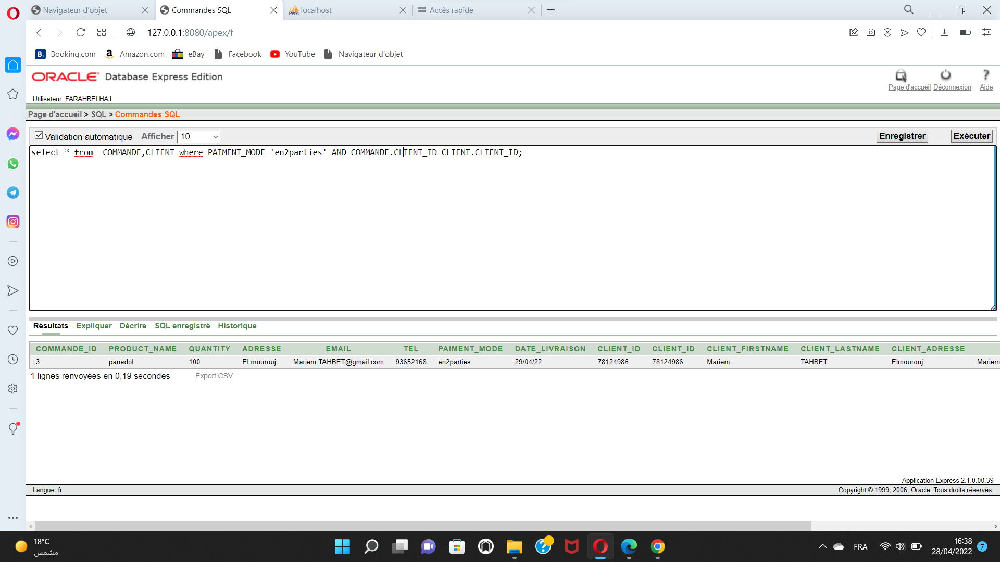 Navigateur d'objet
Commandes SQL
PMA localhost
Accès rapide
127.0.0.1:8080/apex/f
B. Booking.com
a Amazon.com
eBay
Facebook
YouTube
Navigateur d'objet
ORACLE Database Express Edition
Page d'accueil Déconnexion Aide
Utilisateur: FARAHBELHAJ
Page d'accueil > SQL > Commandes SQL
Validation automatique Afficher 10
Enregistrer Exécuter
select * from  COMMANDE,CLIENT where PAIMENT_MODE='en2parties' AND COMMANDE.CLIENT_ID=CLIENT.CLIENT_ID;
Résultats Expliquer Décrire SQL enregistré Historique
COMMANDE_ID PRODUCT_NAME QUANTITY ADRESSE EMAIL TEL PAIMENT_MODE DATE_LIVRAISON CLIENT_ID CLIENT_ID CLIENT_FIRSTNAME CLIENT_LASTNAME CLIENT_ADRESSE
3 panadol 100 ELmourouj Mariem.TAHBET@gmail.com 93652168 en2parties 29/04/22 78124986 78124986 Mariem TAHBET Elmourouj Mariem
1 lignes renvoyées en 0,19 secondes Export CSV
Application Express 2.1.0.00.39
Langue: fr
Copyright © 1999, 2006, Oracle. Tous droits réservés.
18°C
مشمس
FRA
16:38
28/04/2022
7